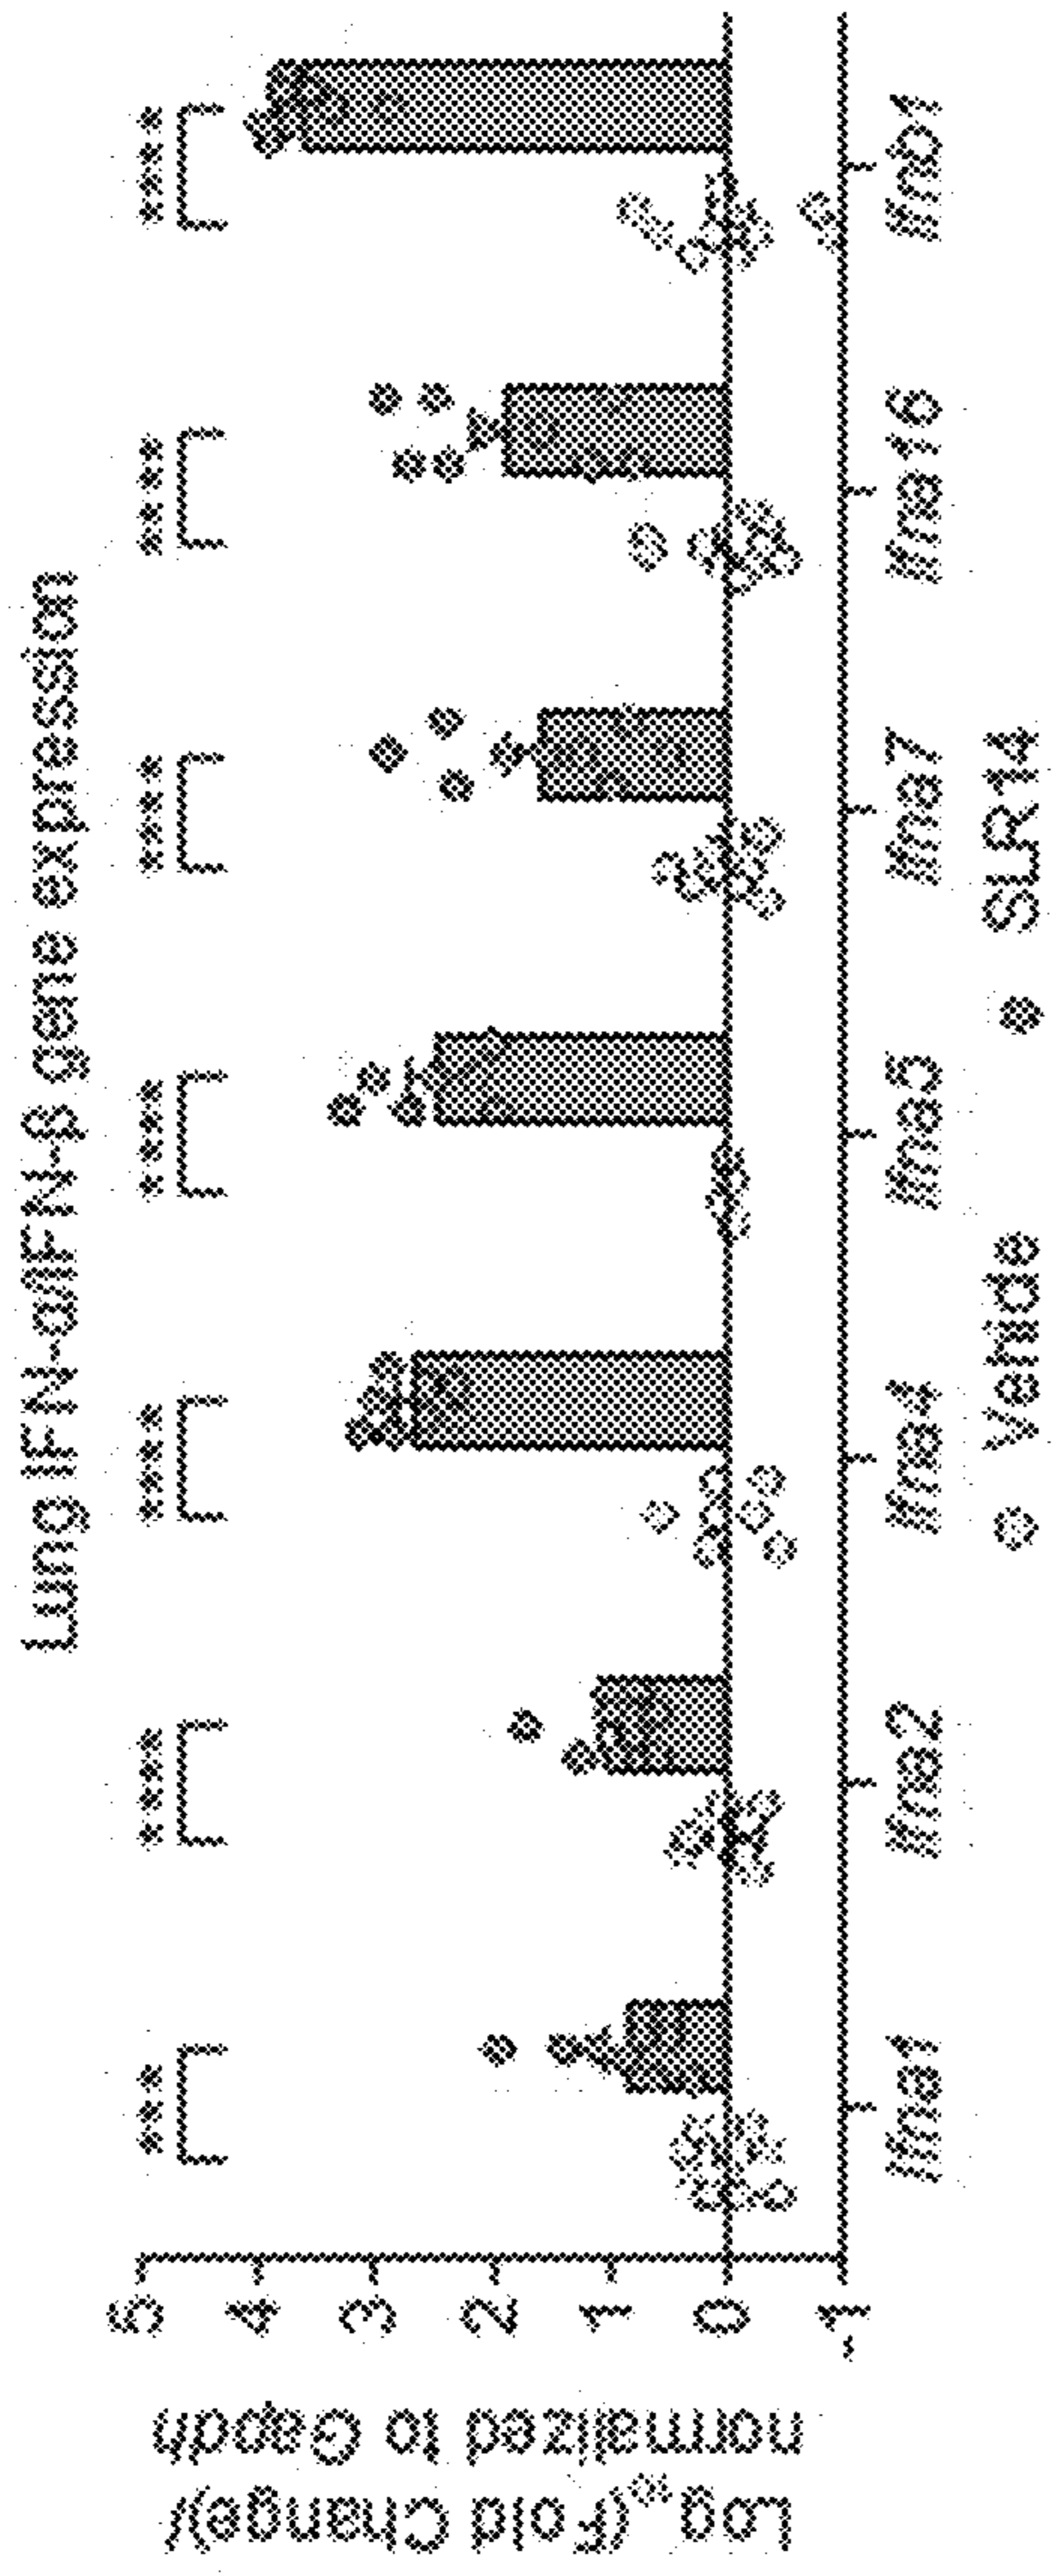 Lung IFN-α/IFN-β gene expression
*** **** **** **** **** **** ****
Log₁₀(Fold Change)/
normalized to Gapdh
5
4
3
2
1
0
-1
Ifna1 Ifna2 Ifna4 Ifna5 Ifna7 Ifna16 Ifnb1
Vehicle SLR14